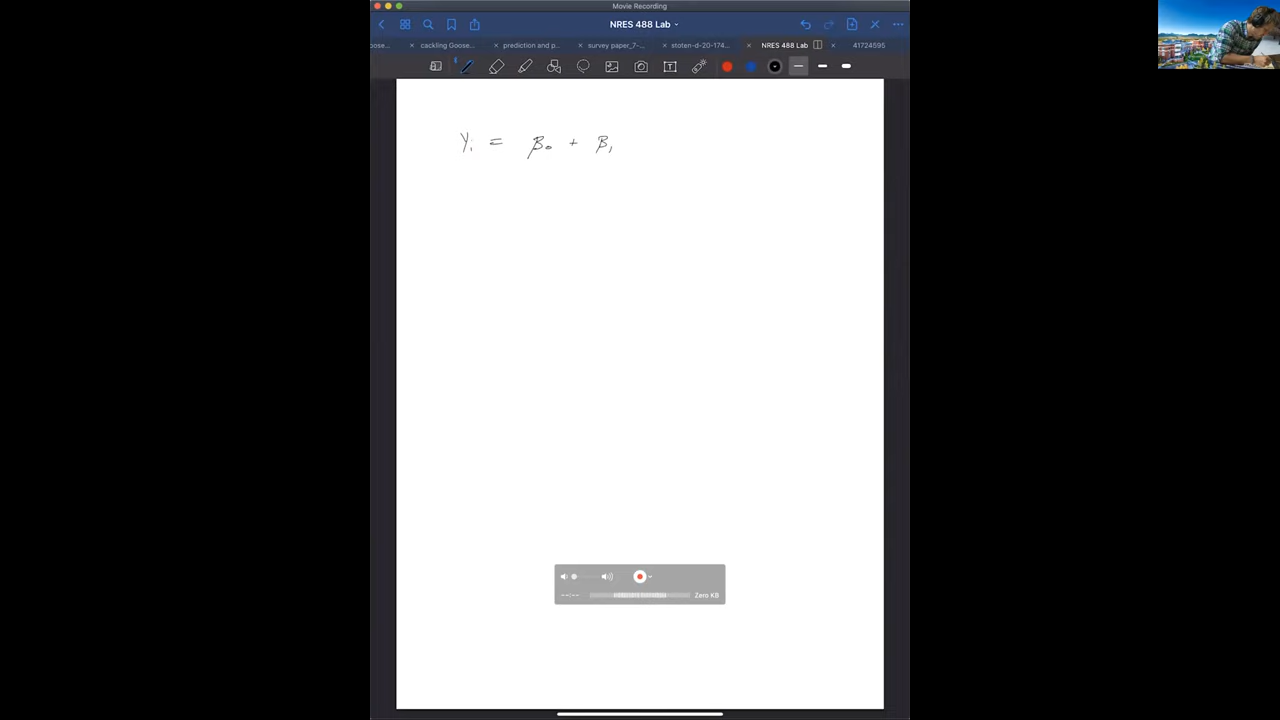 Movie Recording
NRES 488 Lab
oose... cackling Goose... prediction and p... survey paper_7-... stoten-d-20-174... NRES 488 Lab 41724595
Yᵢ = β₀ + β₁
--:-- Zero KB